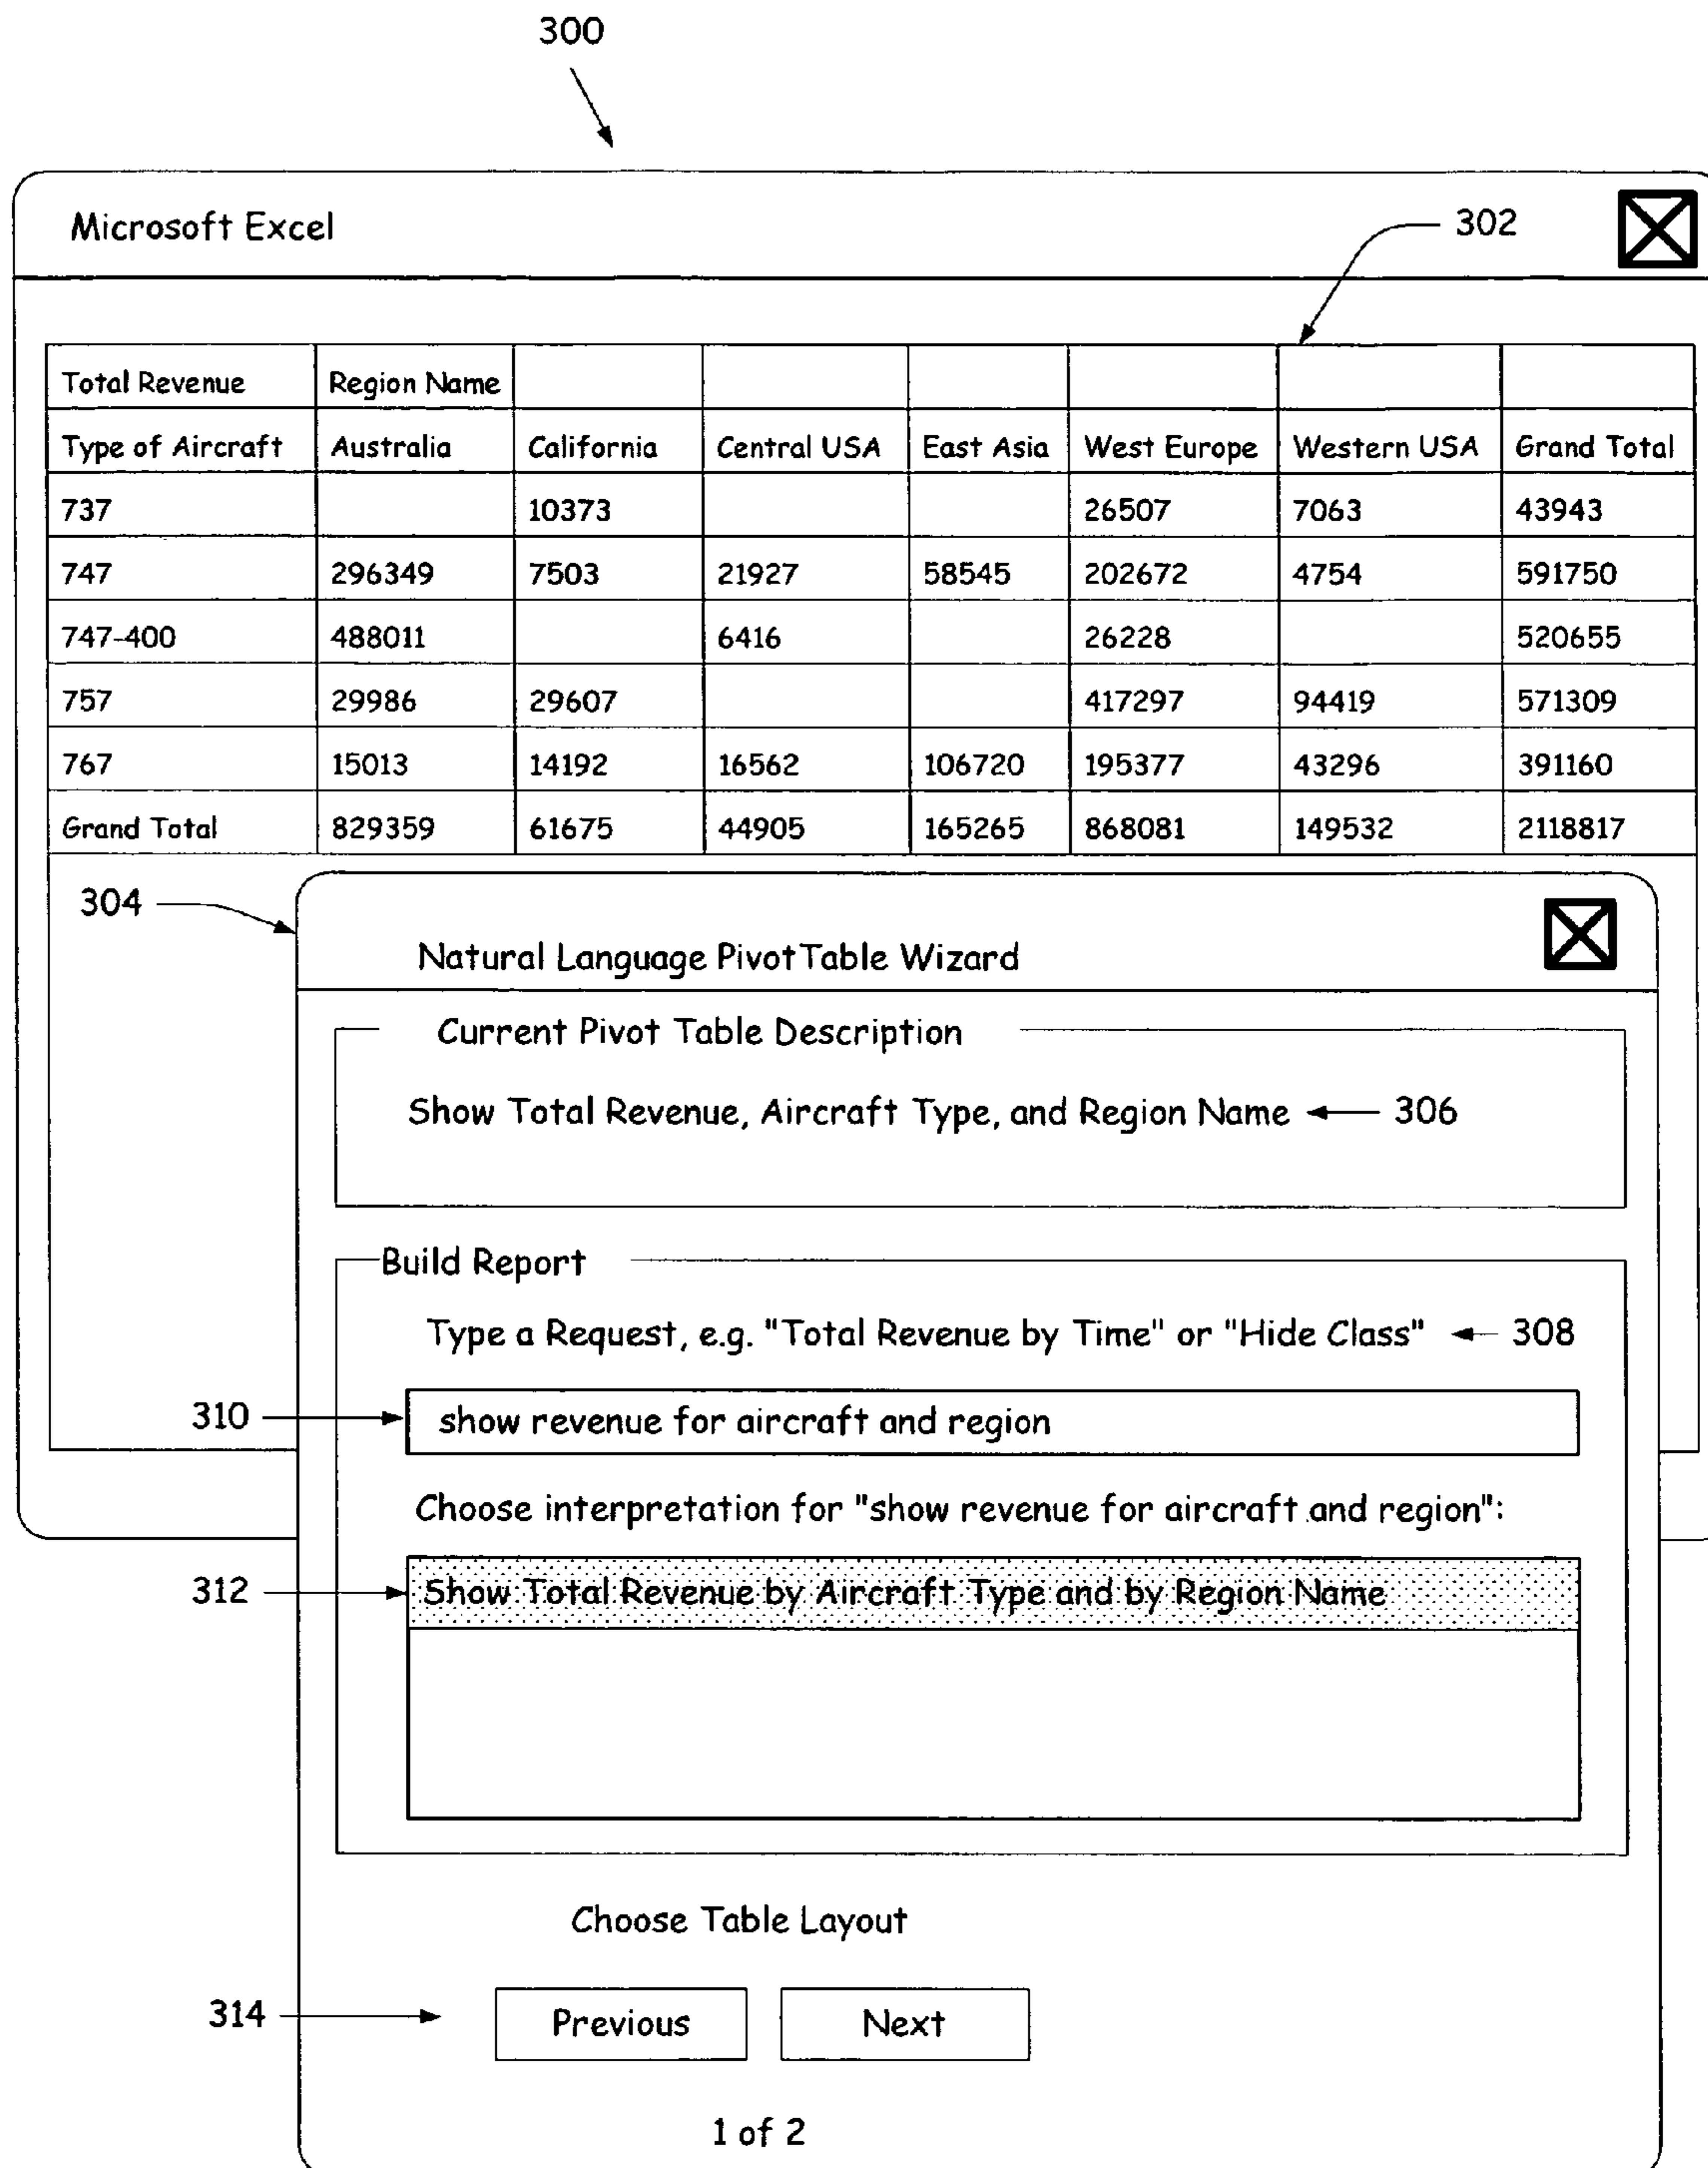 300
Microsoft Excel 302
Total Revenue Region Name
Type of Aircraft Australia California Central USA East Asia West Europe Western USA Grand Total
737 10373 26507 7063 43943
747 296349 7503 21927 58545 202672 4754 591750
747-400 488011 6416 26228 520655
757 29986 29607 417297 94419 571309
767 15013 14192 16562 106720 195377 43296 391160
Grand Total 829359 61675 44905 165265 868081 149532 2118817
304
Natural Language PivotTable Wizard
Current Pivot Table Description
Show Total Revenue, Aircraft Type, and Region Name 306
Build Report
Type a Request, e.g. "Total Revenue by Time" or "Hide Class" 308
310 show revenue for aircraft and region
Choose interpretation for "show revenue for aircraft and region":
312 Show Total Revenue by Aircraft Type and by Region Name
Choose Table Layout
314 Previous Next
1 of 2